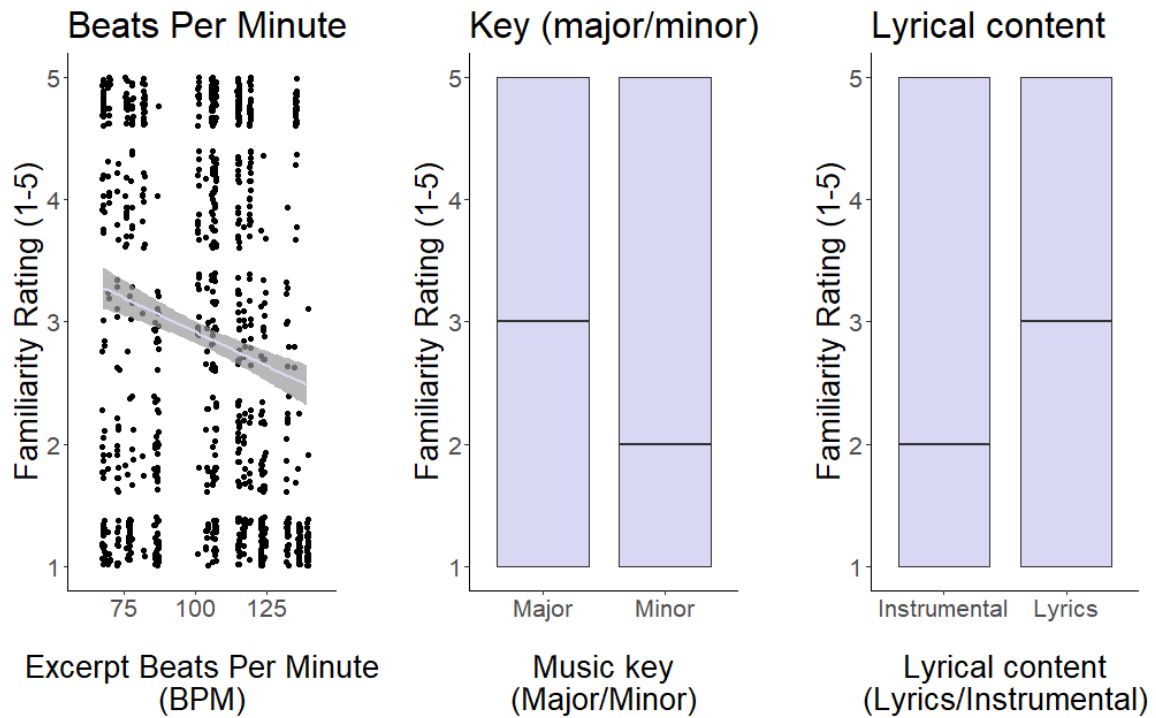 Beats Per Minute
Familiarity Rating (1-5)
5
4
3
2
1
75 100 125
Excerpt Beats Per Minute
(BPM)
Key (major/minor)
Familiarity Rating (1-5)
5
4
3
2
1
Major Minor
Music key
(Major/Minor)
Lyrical content
Familiarity Rating (1-5)
5
4
3
2
1
Instrumental Lyrics
Lyrical content
(Lyrics/Instrumental)